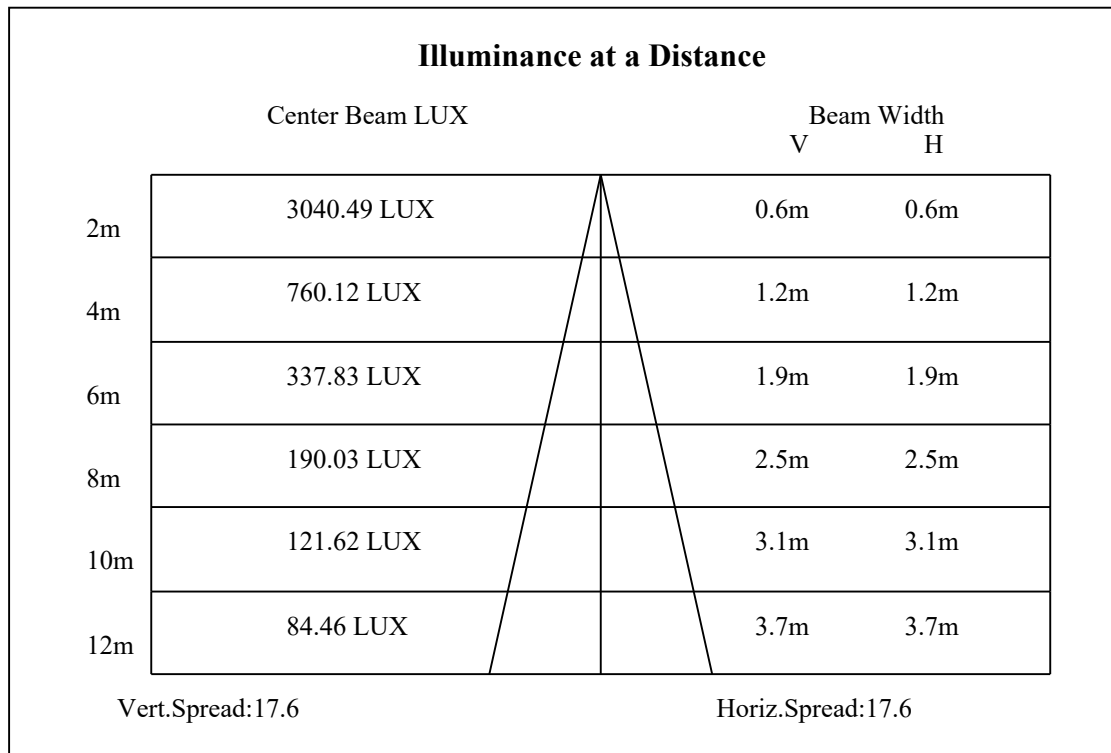 Illuminance at a Distance
Center Beam LUX Beam Width
V H
3040.49 LUX 0.6m 0.6m
2m
760.12 LUX 1.2m 1.2m
4m
337.83 LUX 1.9m 1.9m
6m
190.03 LUX 2.5m 2.5m
8m
121.62 LUX 3.1m 3.1m
10m
84.46 LUX 3.7m 3.7m
12m
Vert.Spread:17.6 Horiz.Spread:17.6